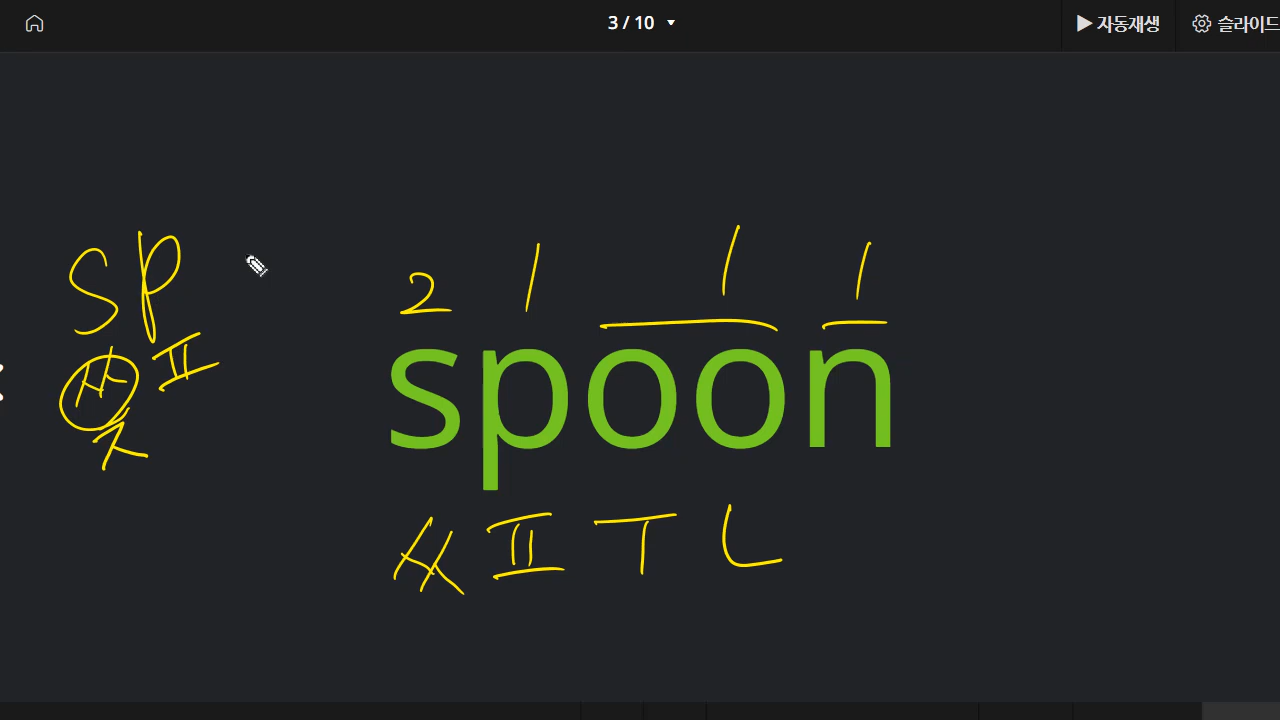 3 / 10
자동재생
슬라이드
sp
2 1 1 1
ㅆ ㅍ
ㅅ
spoon
ㅆ ㅍ ㅜ ㄴ